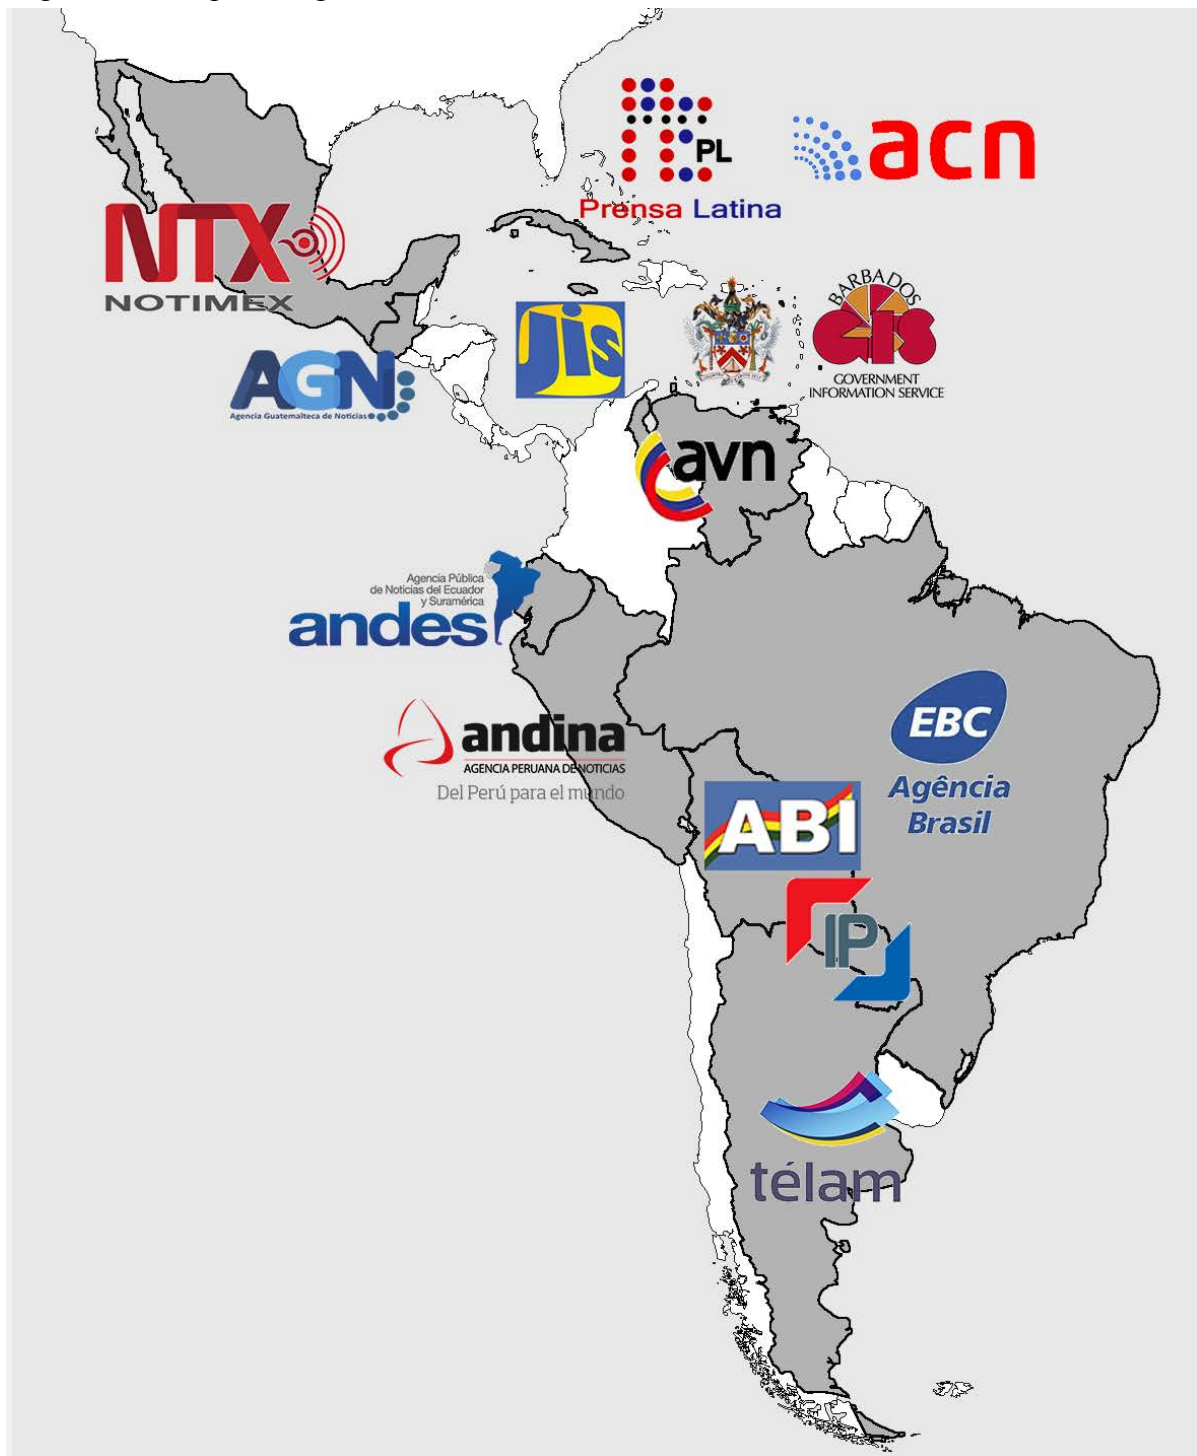 PL
Prensa Latina
acn
NTX
NOTIMEX
Jis
BARBADOS
GIS
GOVERNMENT
INFORMATION SERVICE
AGN
Agencia Guatemalteca de Noticias
avn
Agencia Pública
de Noticias del Ecuador
y Suramérica
andes
andina
AGENCIA PERUANA DE NOTICIAS
Del Perú para el mundo
EBC
Agência
Brasil
ABI
IP
télam